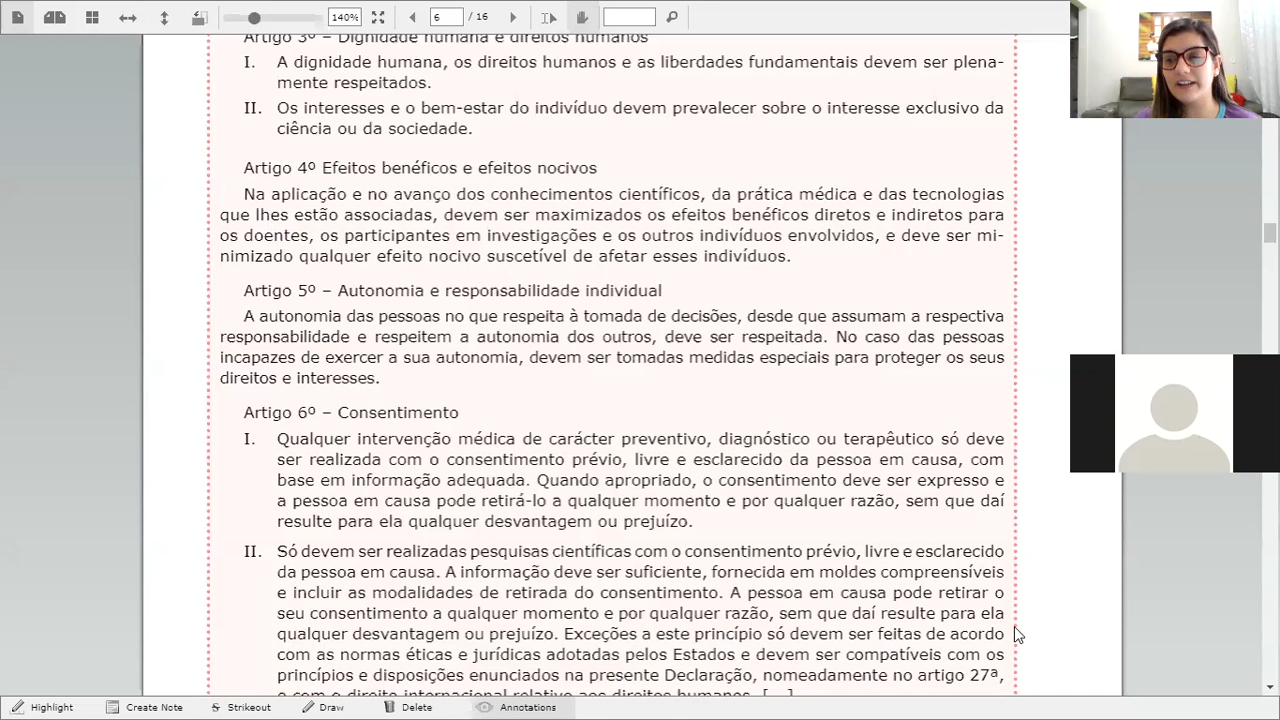 140%
6
/ 16
Artigo 3º – Dignidade humana e direitos humanos
I. A dignidade humana, os direitos humanos e as liberdades fundamentais devem ser plena-
mente respeitados.
II. Os interesses e o bem-estar do indivíduo devem prevalecer sobre o interesse exclusivo da
ciência ou da sociedade.
Artigo 4º Efeitos benéficos e efeitos nocivos
Na aplicação e no avanço dos conhecimentos científicos, da prática médica e das tecnologias
que lhes estão associadas, devem ser maximizados os efeitos benéficos diretos e indiretos para
os doentes, os participantes em investigações e os outros indivíduos envolvidos, e deve ser mi-
nimizado qualquer efeito nocivo suscetível de afetar esses indivíduos.
Artigo 5º – Autonomia e responsabilidade individual
A autonomia das pessoas no que respeita à tomada de decisões, desde que assumam a respectiva
responsabilidade e respeitem a autonomia dos outros, deve ser respeitada. No caso das pessoas
incapazes de exercer a sua autonomia, devem ser tomadas medidas especiais para proteger os seus
direitos e interesses.
Artigo 6º – Consentimento
I. Qualquer intervenção médica de carácter preventivo, diagnóstico ou terapêutico só deve
ser realizada com o consentimento prévio, livre e esclarecido da pessoa em causa, com
base em informação adequada. Quando apropriado, o consentimento deve ser expresso e
a pessoa em causa pode retirá-lo a qualquer momento e por qualquer razão, sem que daí
resulte para ela qualquer desvantagem ou prejuízo.
II. Só devem ser realizadas pesquisas científicas com o consentimento prévio, livre e esclarecido
da pessoa em causa. A informação deve ser suficiente, fornecida em moldes compreensíveis
e incluir as modalidades de retirada do consentimento. A pessoa em causa pode retirar o
seu consentimento a qualquer momento e por qualquer razão, sem que daí resulte para ela
qualquer desvantagem ou prejuízo. Exceções a este princípio só devem ser feitas de acordo
com as normas éticas e jurídicas adotadas pelos Estados e devem ser compatíveis com os
princípios e disposições enunciados na presente Declaração, nomeadamente no artigo 27º,
e com o direito internacional relativo aos direitos humanos. [...]
Highlight
Create Note
Strikeout
Draw
Delete
Annotations